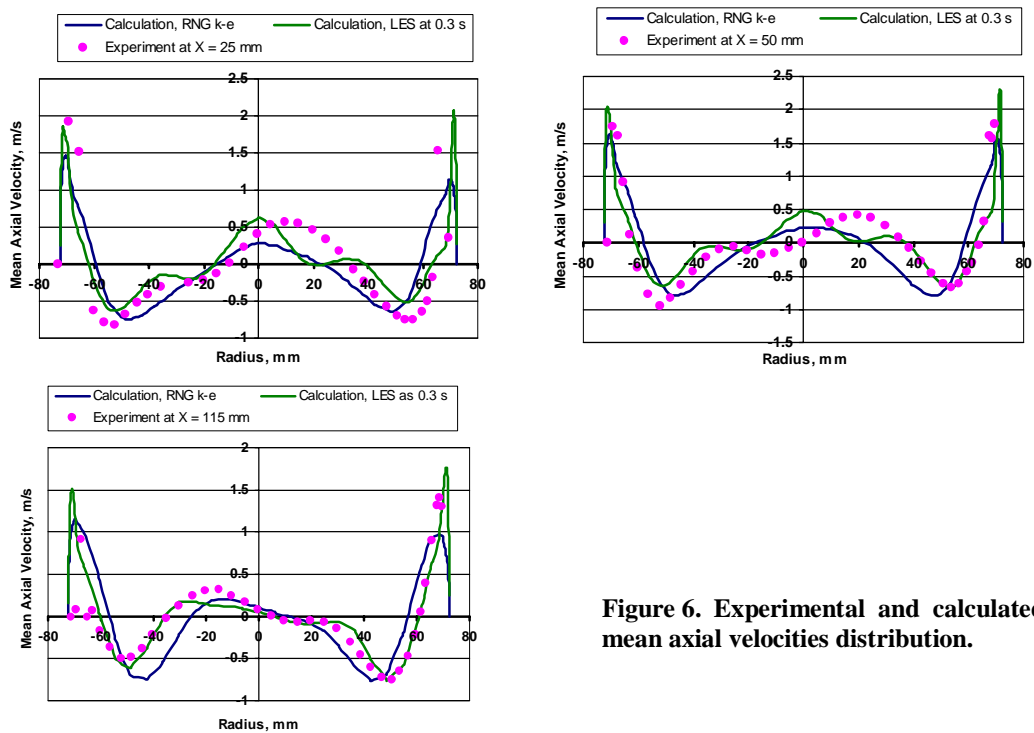 Calculation, RNG k-e Calculation, LES at 0.3 s
Experiment at X = 25 mm
Mean Axial Velocity, m/s
2.5
2
1.5
1
0.5
0
-0.5
-1
-80 -60 -40 -20 0 20 40 60 80
Radius, mm
Calculation, RNG k-e Calculation, LES at 0.3 s
Experiment at X = 50 mm
Mean Axial Velocity, m/s
2.5
2
1.5
1
0.5
0
-0.5
-1
-1.5
-80 -60 -40 -20 0 20 40 60 80
Radius, mm
Calculation, RNG k-e Calculation, LES as 0.3 s
Experiment at X = 115 mm
Mean Axial Velocity, m/s
2
1.5
1
0.5
0
-0.5
-1
-80 -60 -40 -20 0 20 40 60 80
Radius, mm
Figure 6. Experimental and calculated
mean axial velocities distribution.